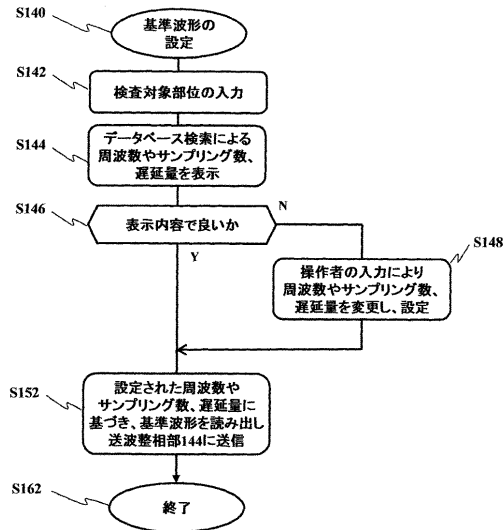 S140
基準波形の
設定
S142
検査対象部位の入力
S144
データベース検索による
周波数やサンプリング数、
遅延量を表示
S146
表示内容で良いか
N
Y
S148
操作者の入力により
周波数やサンプリング数、
遅延量を変更し、設定
S152
設定された周波数や
サンプリング数、遅延量に
基づき、基準波形を読み出し
送波整相部144に送信
S162
終了